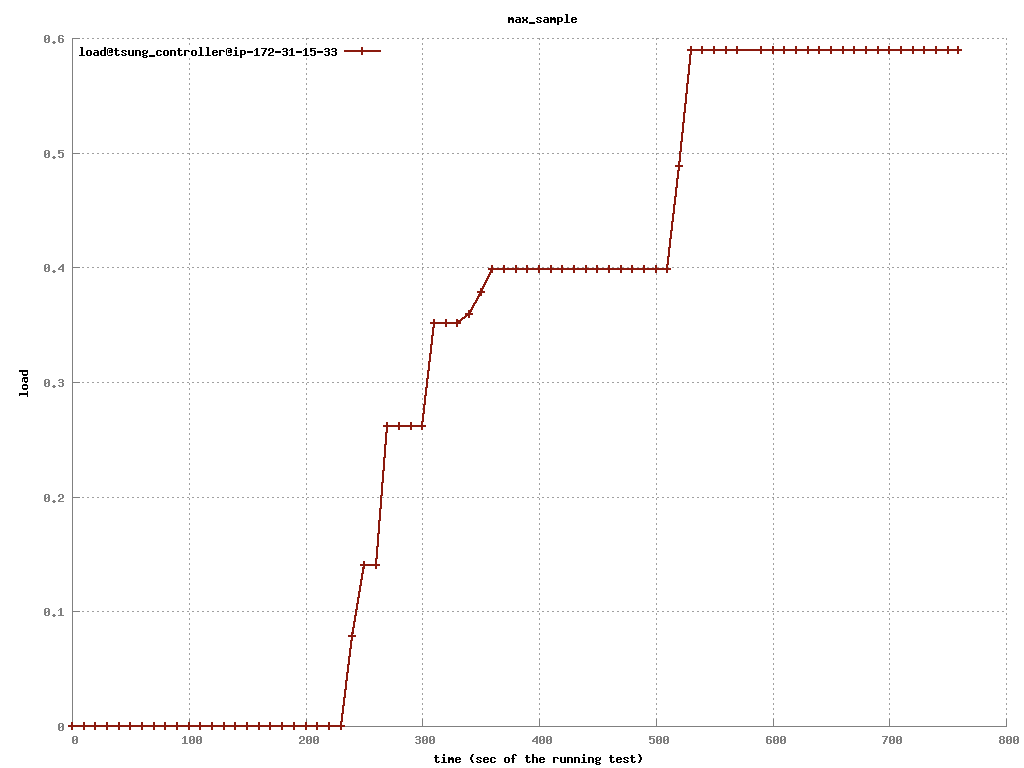 max_sample
load@tsung_controller@ip-172-31-15-33
0.6
0.5
0.4
0.3
0.2
0.1
0
load
0 100 200 300 400 500 600 700 800
time (sec of the running test)